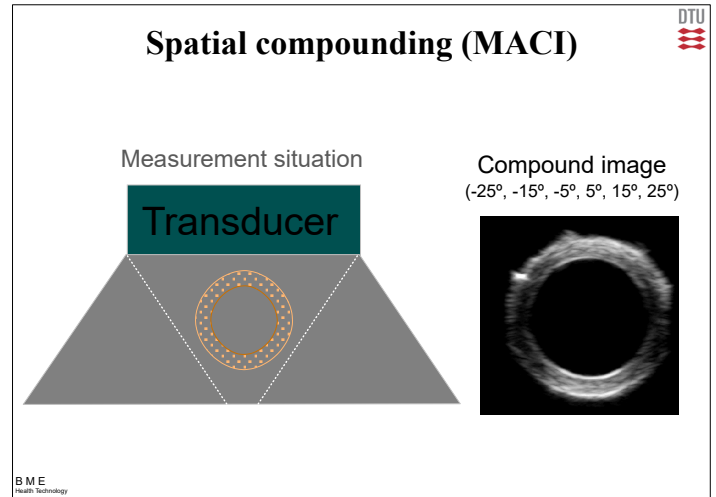 DTU
Spatial compounding (MACI)
Measurement situation
Transducer
Compound image
(-25º, -15º, -5º, 5º, 15º, 25º)
B M E
Health Technology